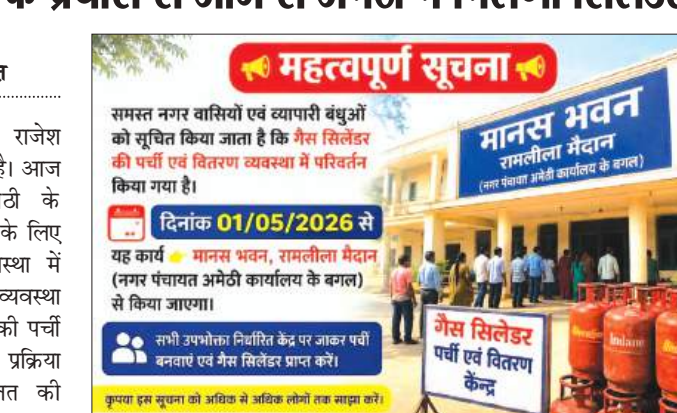 राजेश
है। आज
के
के लिए
में
व्यवस्था
की पर्ची
प्रक्रिया
की
महत्वपूर्ण सूचना
समस्त नगर वासियों एवं व्यापारी बंधुओं
को सूचित किया जाता है कि गैस सिलेंडर
की पर्ची एवं वितरण व्यवस्था में परिवर्तन
किया गया है।
दिनांक 01/05/2026 से
यह कार्य मानस भवन, रामलीला मैदान
(नगर पंचायत अमेठी कार्यालय के बगल)
से किया जाएगा।
सभी उपभोक्ता निर्धारित केंद्र पर जाकर पर्ची
बनवाएं एवं गैस सिलेंडर प्राप्त करें।
कृपया इस सूचना को अधिक से अधिक लोगों तक साझा करें।
मानस भवन
रामलीला मैदान
(नगर पंचायत अमेठी कार्यालय के बगल)
गैस सिलेंडर
पर्ची एवं वितरण
केन्द्र
Indane